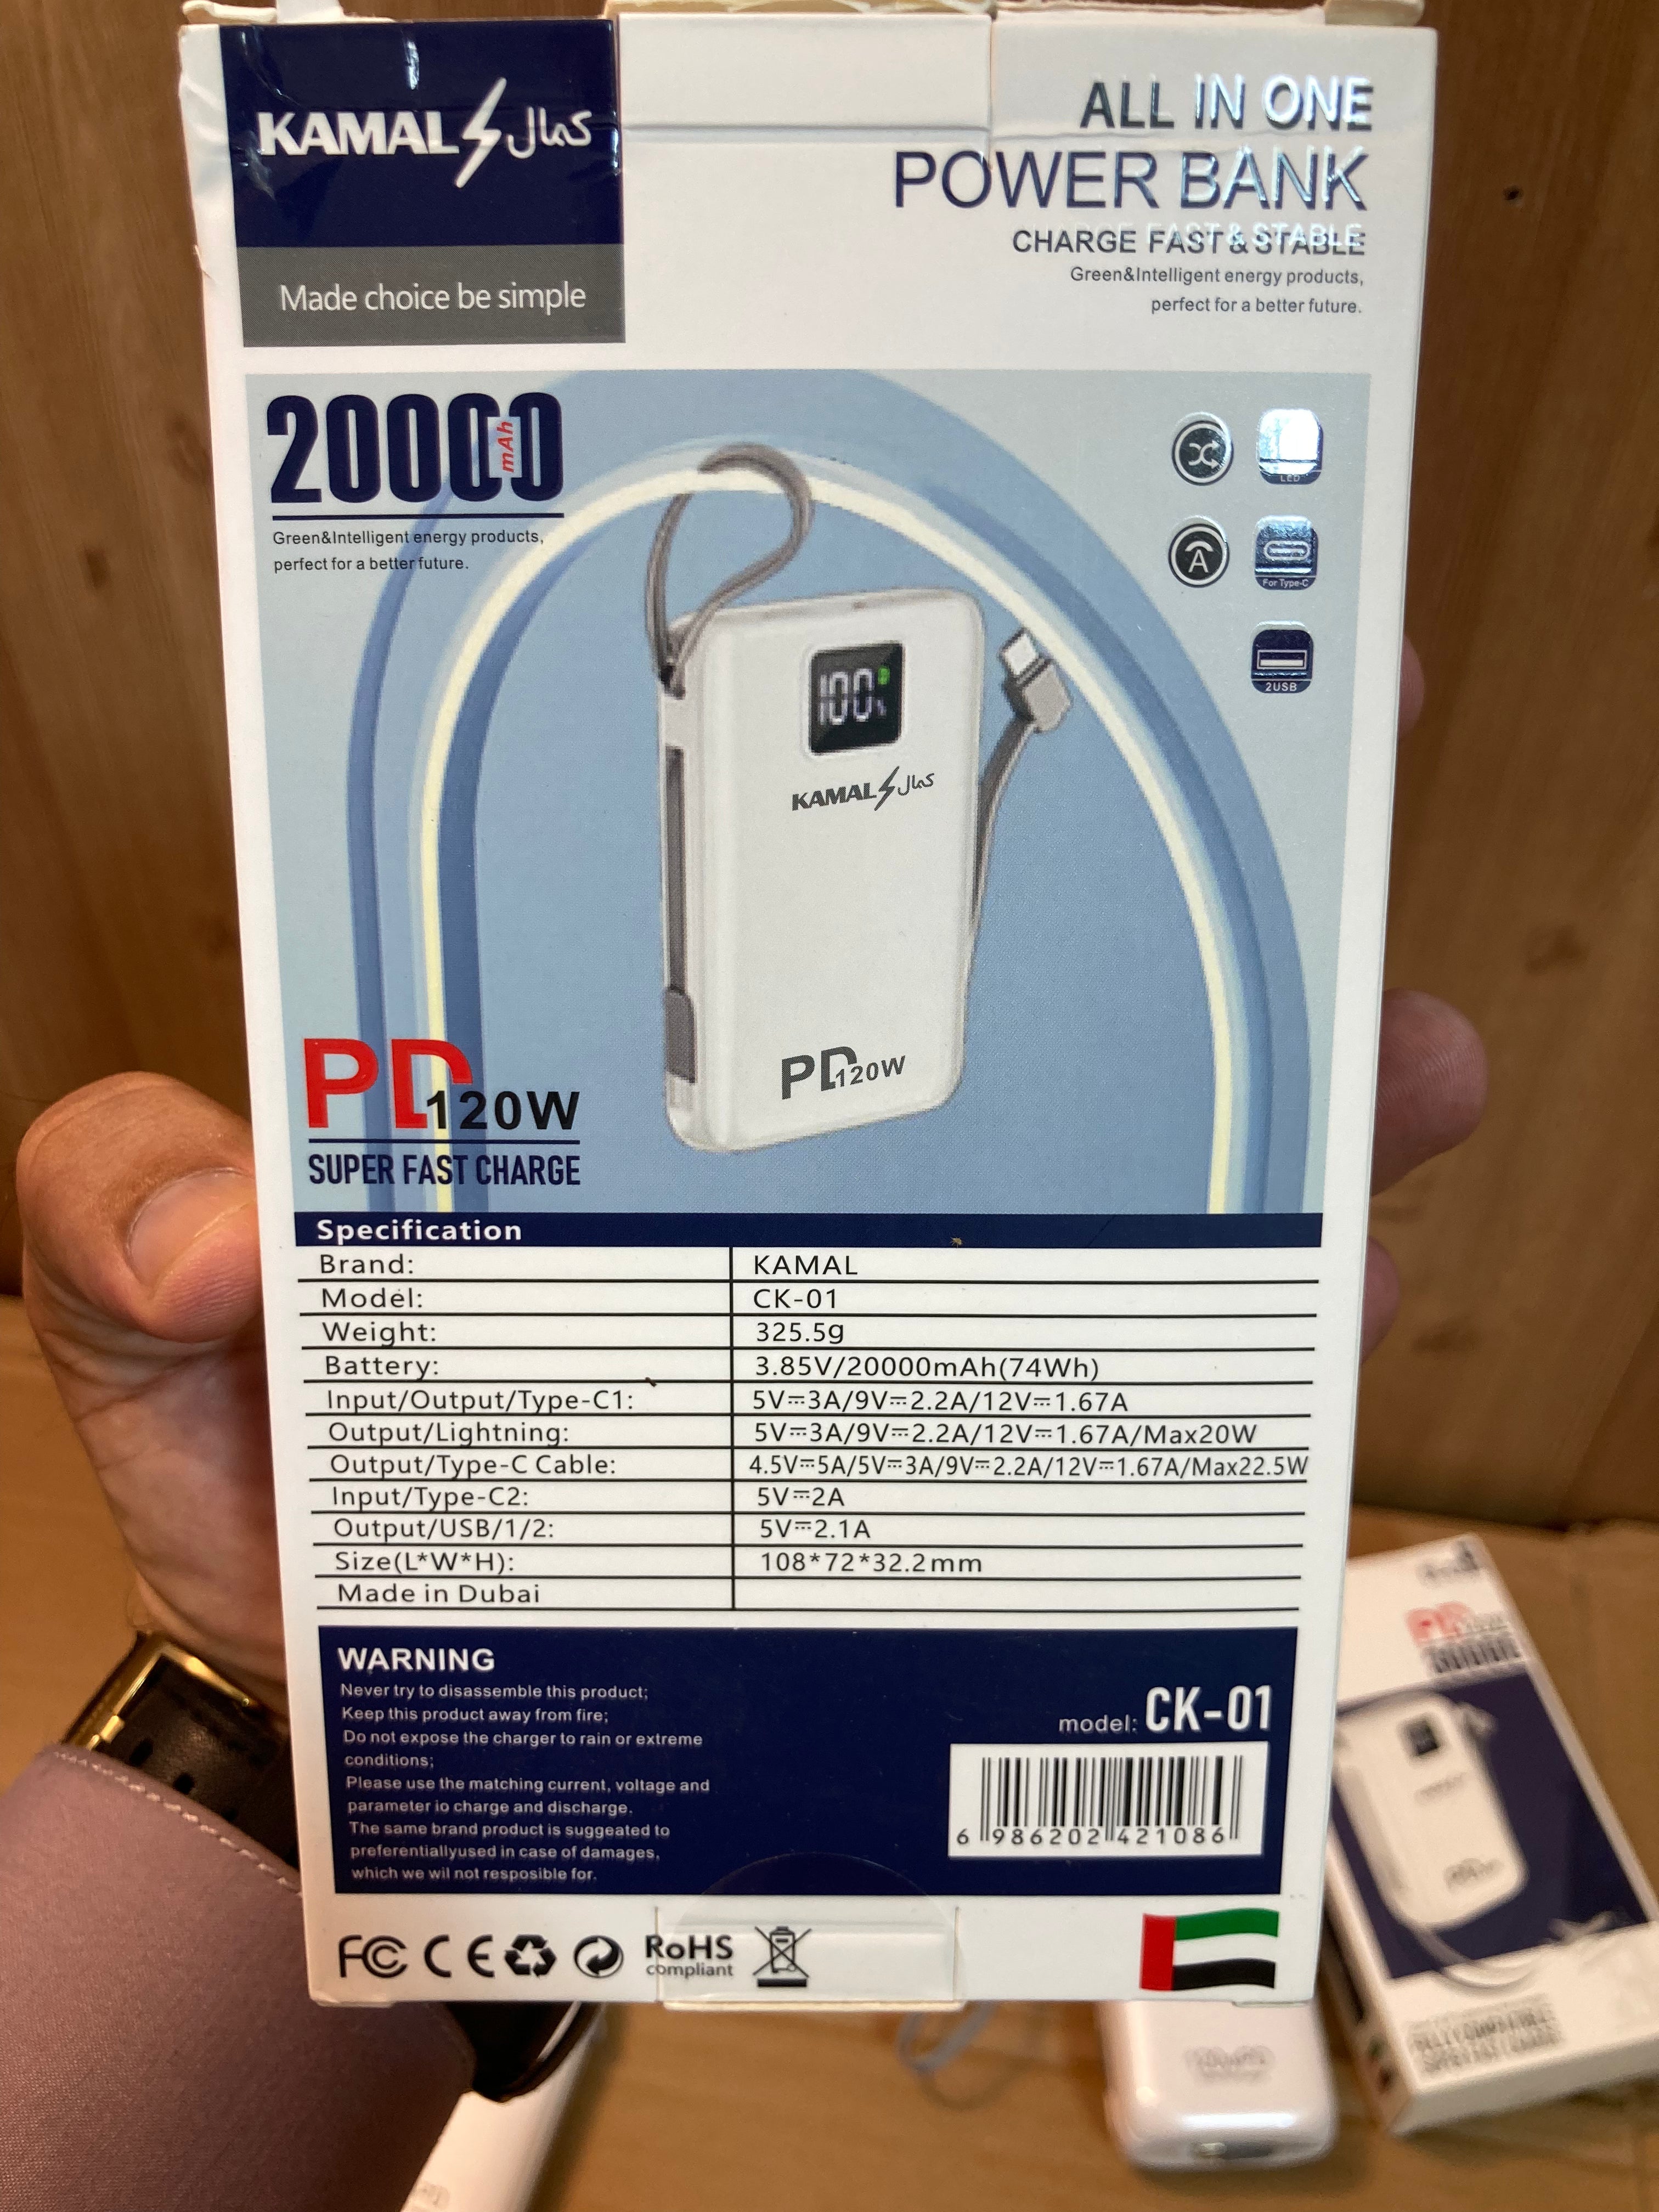 KAMAL كمال
Made choice be simple
ALL IN ONE
POWER BANK
CHARGE FAST & STABLE
Green&Intelligent energy products,
perfect for a better future.
20000 mAh
Green&Intelligent energy products,
perfect for a better future.
LED
A
For Type-C
2USB
100%
KAMAL كمال
PD 120W
PD 120W
SUPER FAST CHARGE
Specification
Brand: KAMAL
Model: CK-01
Weight: 325.5g
Battery: 3.85V/20000mAh(74Wh)
Input/Output/Type-C1: 5V⎓3A/9V⎓2.2A/12V⎓1.67A
Output/Lightning: 5V⎓3A/9V⎓2.2A/12V⎓1.67A/Max20W
Output/Type-C Cable: 4.5V⎓5A/5V⎓3A/9V⎓2.2A/12V⎓1.67A/Max22.5W
Input/Type-C2: 5V⎓2A
Output/USB/1/2: 5V⎓2.1A
Size(L*W*H): 108*72*32.2mm
Made in Dubai
WARNING
Never try to disassemble this product;
Keep this product away from fire;
Do not expose the charger to rain or extreme
conditions;
Please use the matching current, voltage and
parameter io charge and discharge.
The same brand product is suggeated to
preferentiallyused in case of damages,
which we wil not resposible for.
model: CK-01
6 986202 421086
FC CE RoHS
compliant